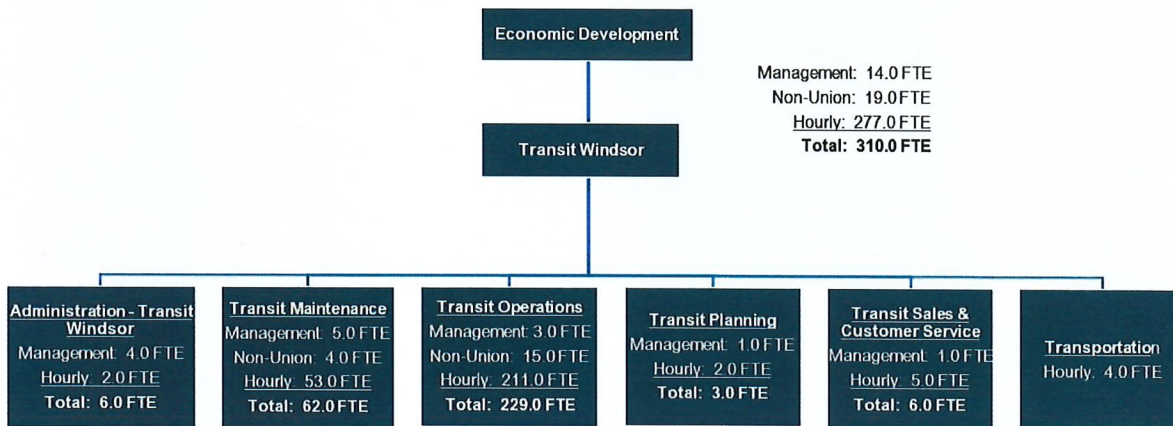 Economic Development
Management: 14.0 FTE
Non-Union: 19.0 FTE
Hourly: 277.0 FTE
Total: 310.0 FTE
Transit Windsor
Administration - Transit
Windsor
Management: 4.0 FTE
Hourly: 2.0 FTE
Total: 6.0 FTE
Transit Maintenance
Management: 5.0 FTE
Non-Union: 4.0 FTE
Hourly: 53.0 FTE
Total: 62.0 FTE
Transit Operations
Management: 3.0 FTE
Non-Union: 15.0 FTE
Hourly: 211.0 FTE
Total: 229.0 FTE
Transit Planning
Management: 1.0 FTE
Hourly: 2.0 FTE
Total: 3.0 FTE
Transit Sales &
Customer Service
Management: 1.0 FTE
Hourly: 5.0 FTE
Total: 6.0 FTE
Transportation
Hourly: 4.0 FTE